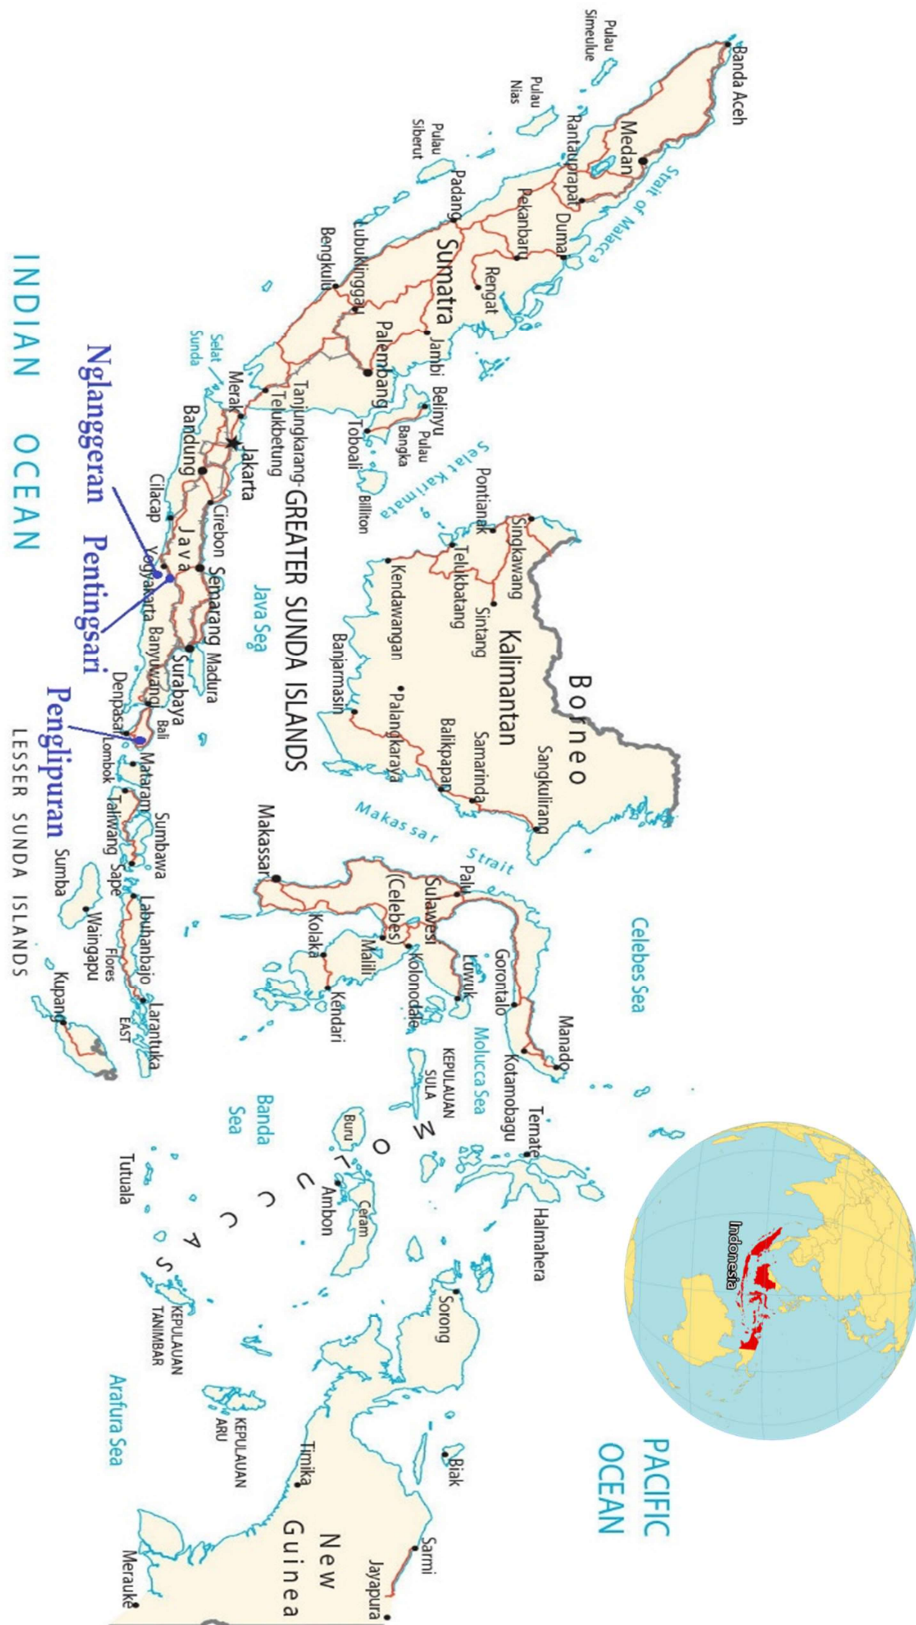 Banda Aceh
Pulau
Simeulue
Medan
Strait of Malacca
Pulau
Nias
Rantauprapat
Pulau
Siberut
Padang
Pekanbaru
Dumai
Sumatra
Rengat
Lubuklinggau
Bengkulu
Jambi
Palembang
Belinyu
Pulau
Bangka
Toboali
Billiton
Tanjungkarang-
Telukbetung
Selat
Sunda
Merak
Jakarta
Bandung
Cilacap
Cirebon
Java
Semarang
Yogyakarta
Surabaya
Madura
Banyuwangi
Bali
Denpasar
Nglanggeran
Pentingsari
Penglipuran
INDIAN OCEAN
GREATER SUNDA ISLANDS
Java Seg
Selat Karimata
Pontianak
Singkawang
Telukbatang
Sintang
Kendawangan
Kalimantan
Borneo
Banjarmasin
Palangkaraya
Balikpapan
Samarinda
Sangkulirang
Makassar Strait
Lombok
Mataram
Taliwang
Sumbawa
Sape
Sumba
Waingapu
Labuhanbajo
Flores
Larantuka
EAST
Kupang
LESSER SUNDA ISLANDS
Makassar
Palu
Sulawesi
(Celebes)
Kolaka
Malili
Kolonodale
Kendari
Luwuk
Gorontalo
Manado
Kotamobagu
Celebes Sea
Molucca Sea
KEPULAUAN
SULA
Ternate
Halmahera
MOLUCCAS
Buru
Ambon
Ceram
Banda
Sea
Tutuala
KEPULAUAN
TANIMBAR
KEPULAUAN
ARU
Arafura Sea
Sorong
Biak
Timika
Sarmi
Jayapura
New
Guinea
Merauke
PACIFIC
OCEAN
Indonesia